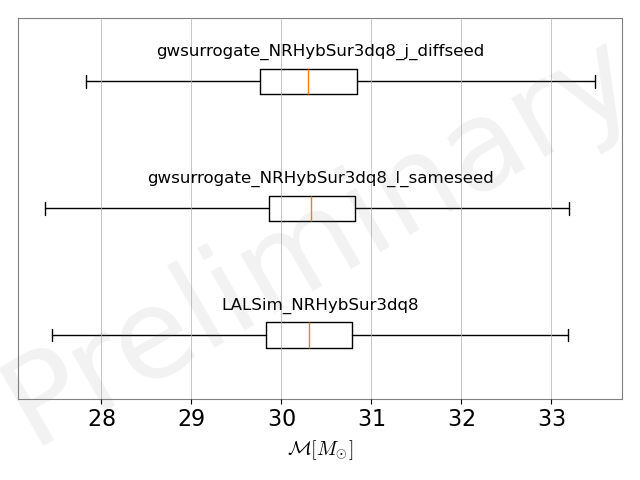 gwsurrogate_NRHybSur3dq8_j_diffseed
gwsurrogate_NRHybSur3dq8_l_sameseed
LALSim_NRHybSur3dq8
Preliminary
28 29 30 31 32 33
ℳ[M⊙]